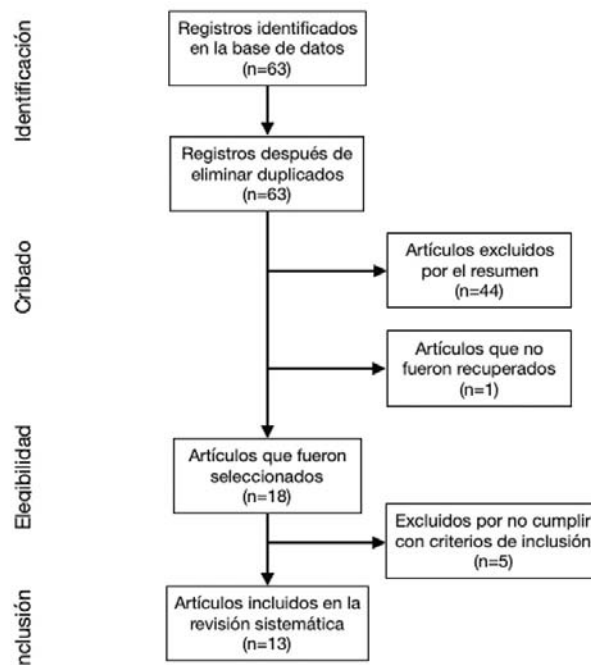 Identificación
Registros identificados
en la base de datos
(n=63)
Registros después de
eliminar duplicados
(n=63)
Cribado
Artículos excluidos
por el resumen
(n=44)
Artículos que no
fueron recuperados
(n=1)
Elegibilidad
Artículos que fueron
seleccionados
(n=18)
Excluidos por no cumplir
con criterios de inclusión
(n=5)
nclusión
Artículos incluidos en la
revisión sistemática
(n=13)